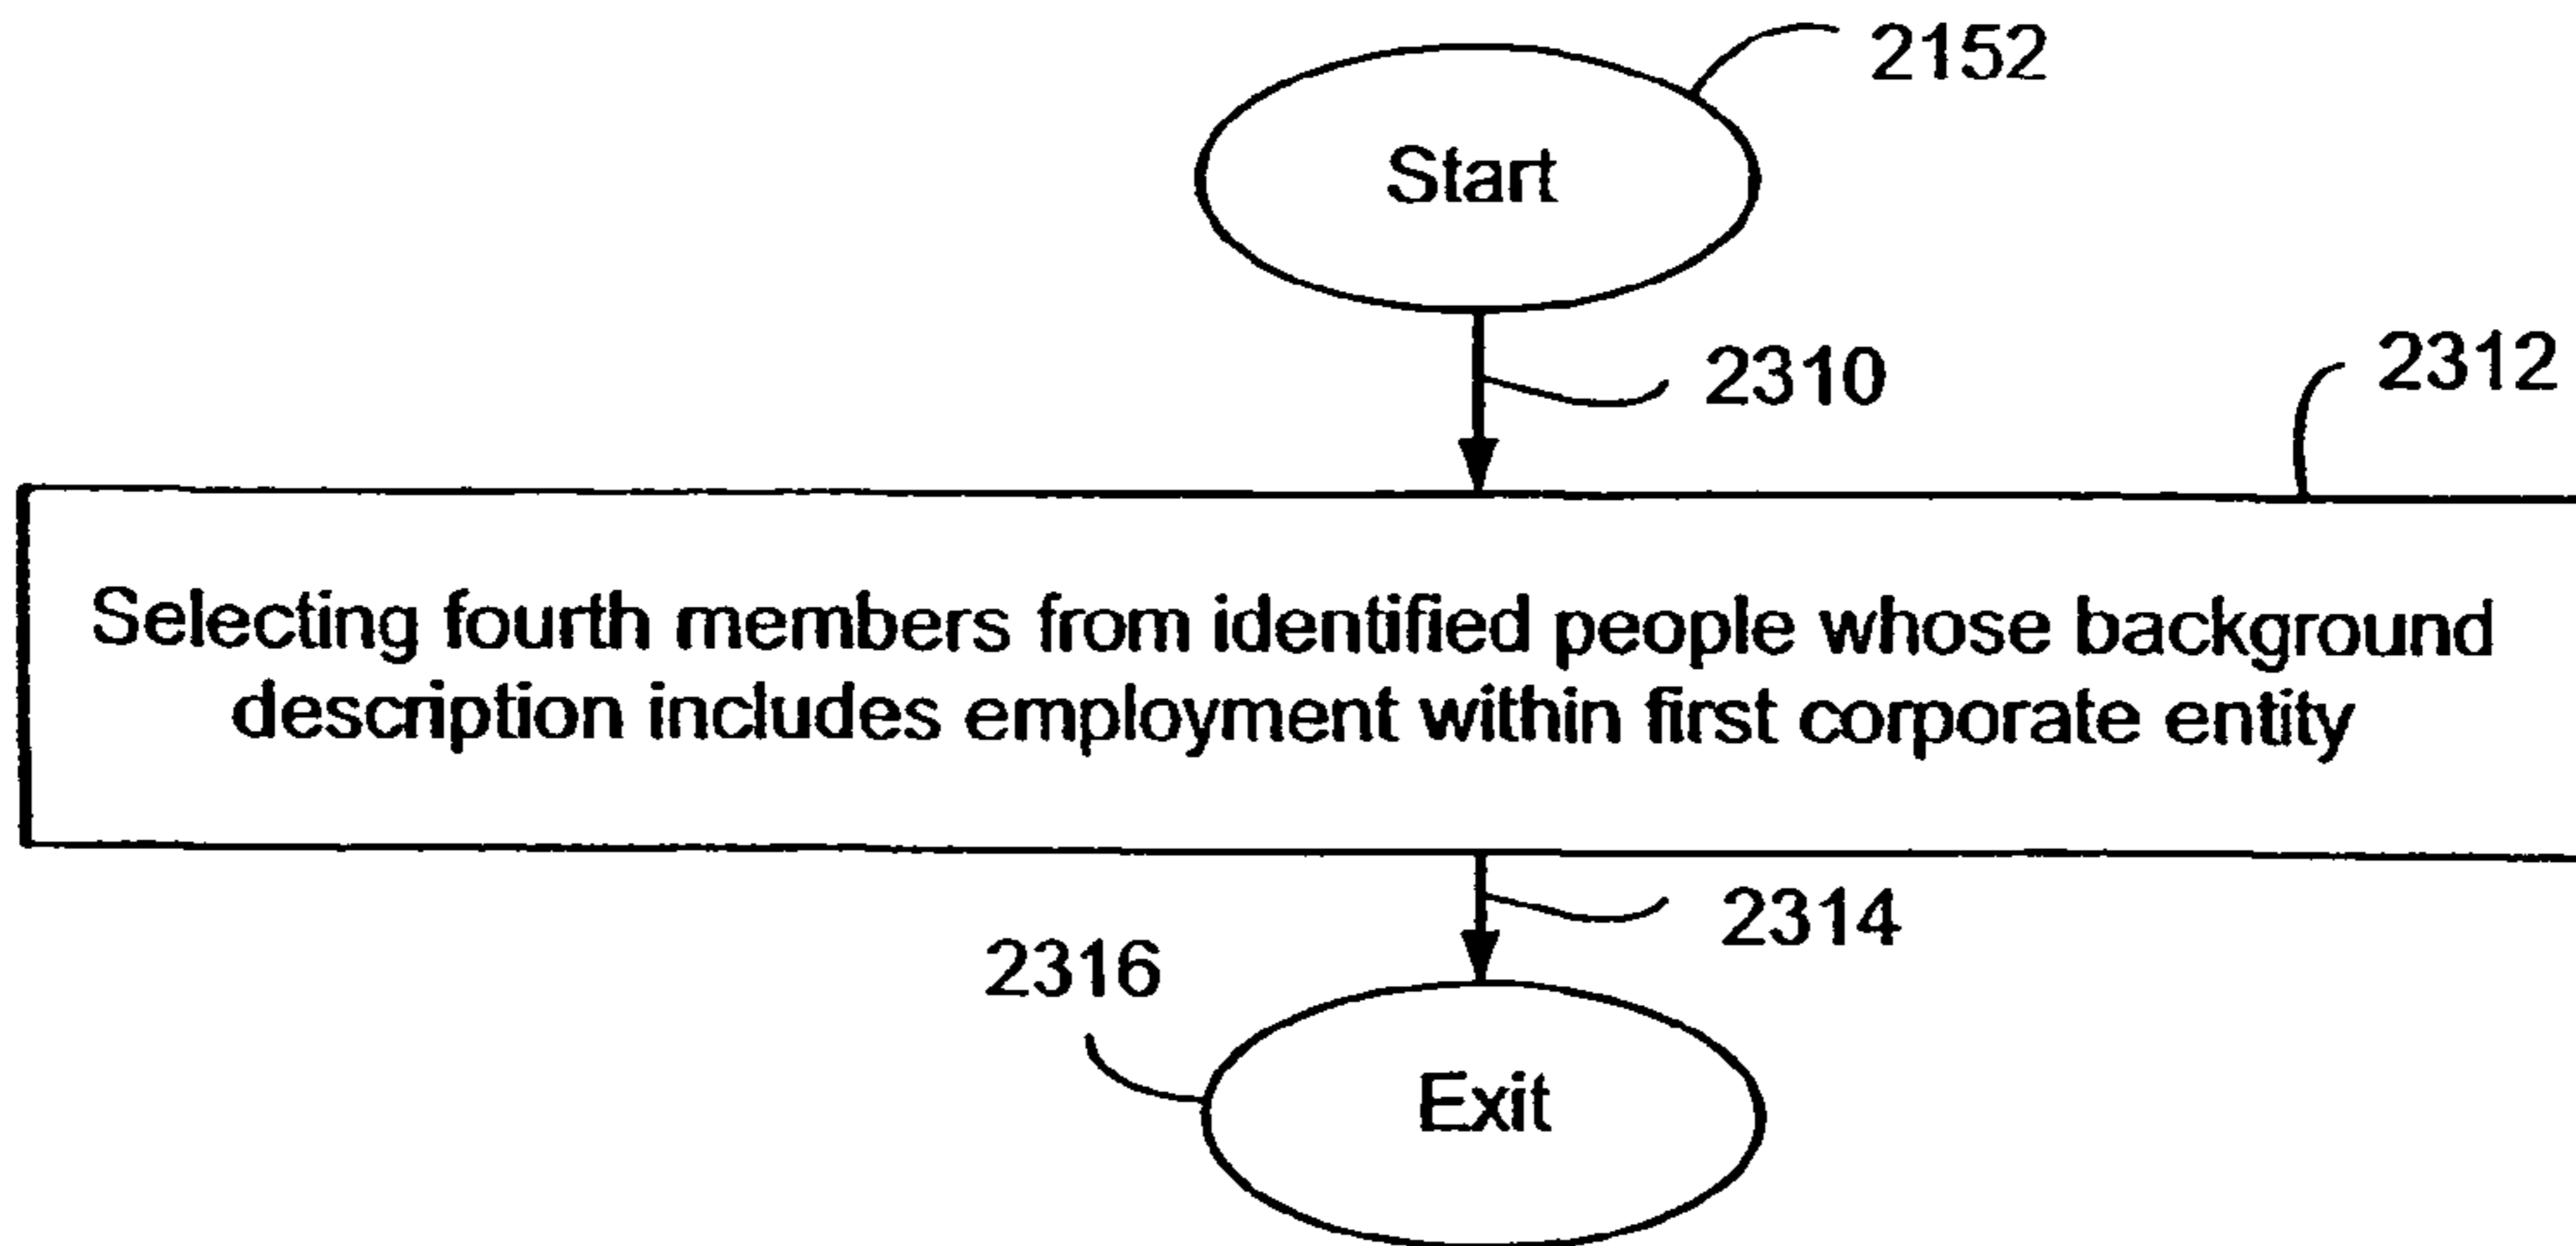 2152
Start
2310
2312
Selecting fourth members from identified people whose background
description includes employment within first corporate entity
2314
2316
Exit